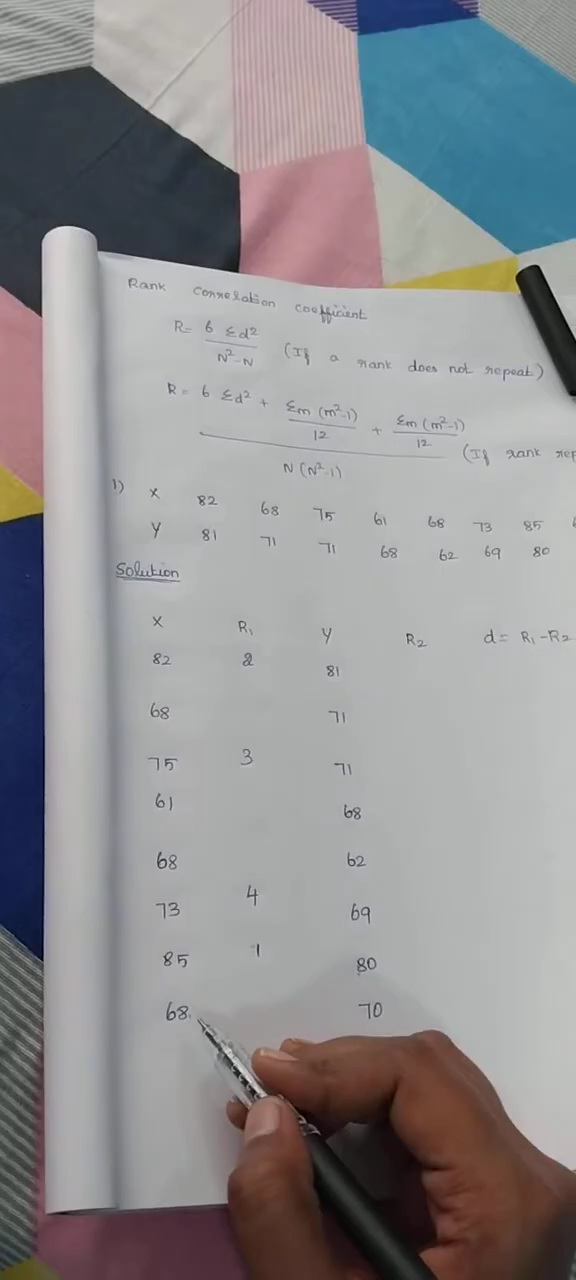 Rank Correlation coefficient
R= 6 Σd² / N²-N (If a rank does not repeat)
R= 6 Σd² + Σm (m²-1) / 12 + Σm (m²-1) / 12 / N (N²-1) (If rank
1) X 82 68 75 61 68 73 85
Y 81 71 71 68 62 69 80
Solution
X R₁ Y R₂ d= R₁-R₂
82 2 81
68 71
75 3 71
61 68
68 62
73 4 69
85 1 80
68 70